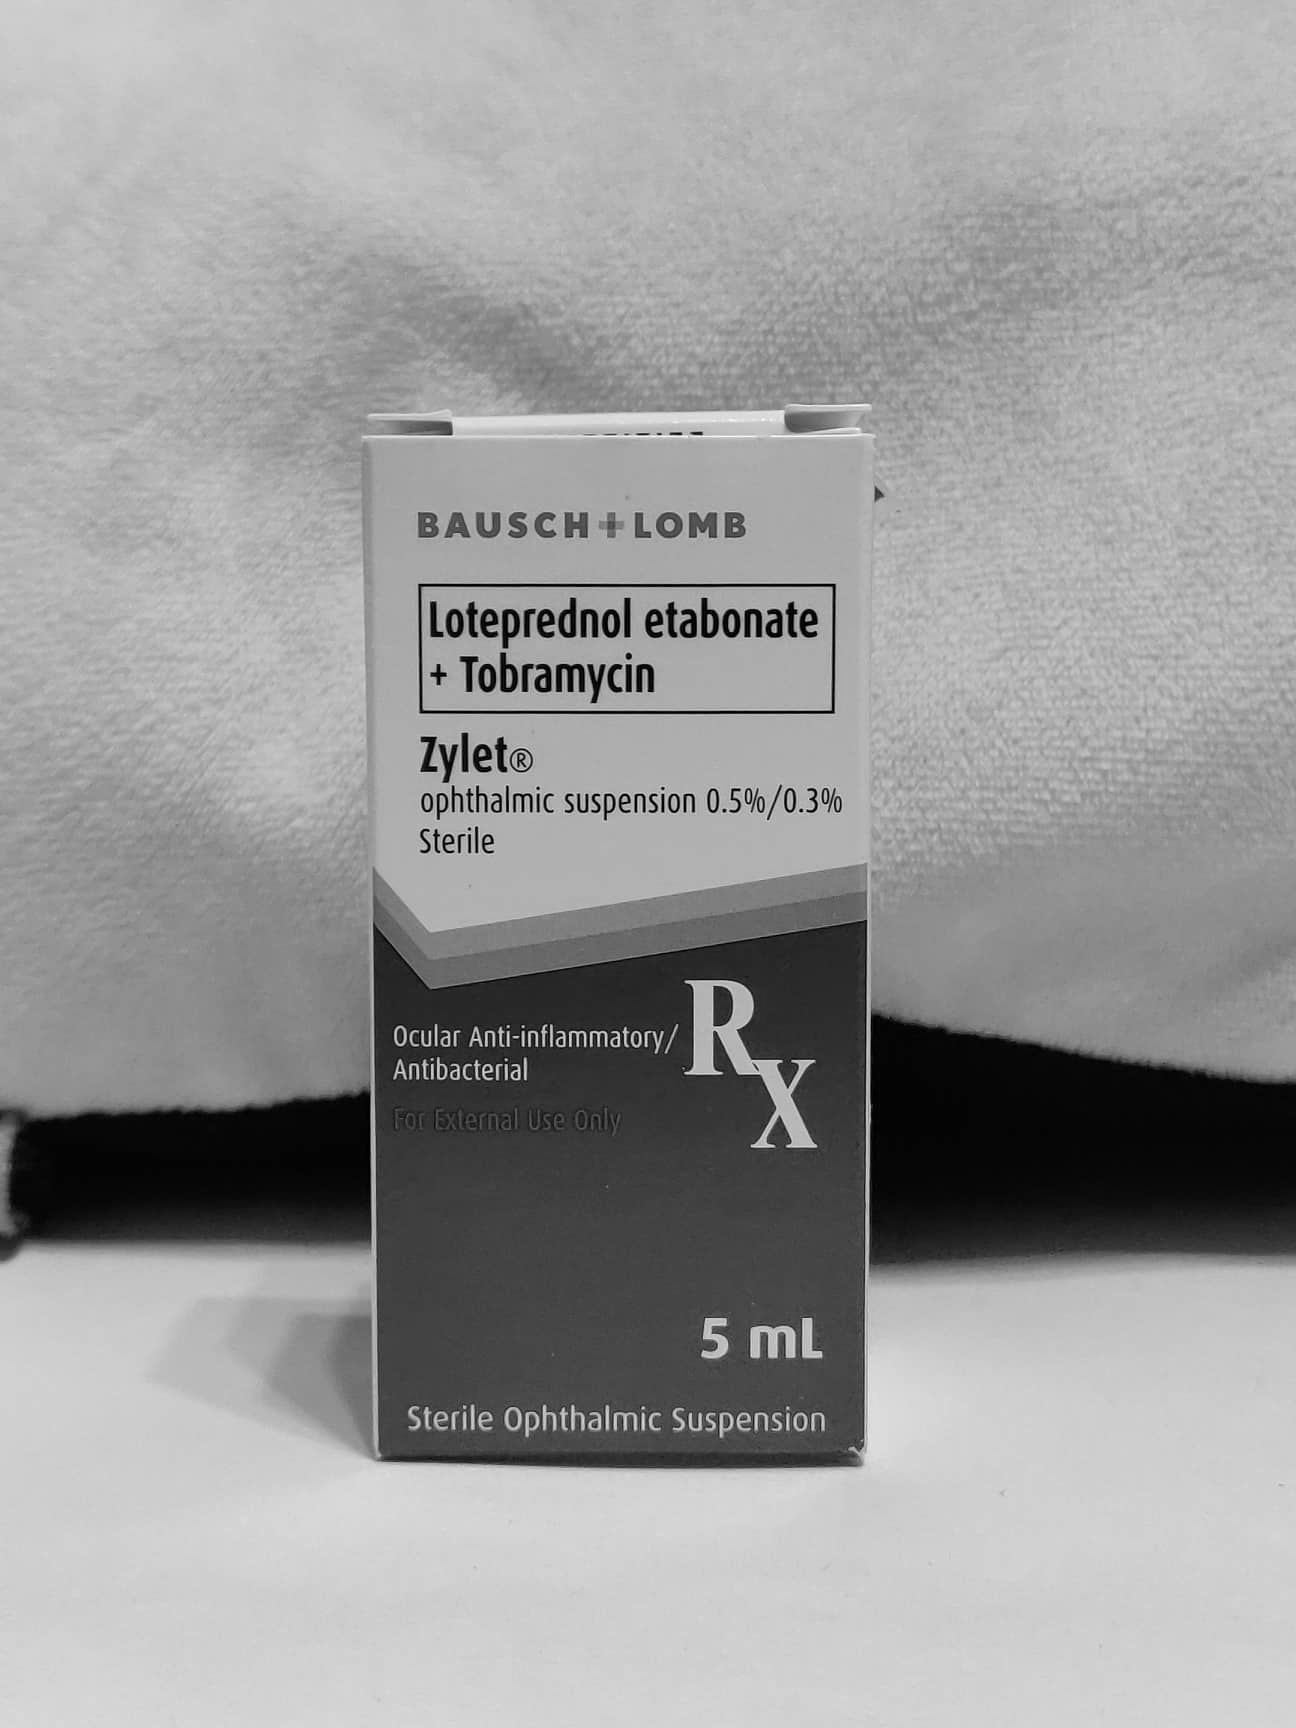 BAUSCH + LOMB
Loteprednol etabonate
+ Tobramycin
Zylet®
ophthalmic suspension 0.5%/0.3%
Sterile
Ocular Anti-inflammatory/
Antibacterial
Rx
For External Use Only
5 mL
Sterile Ophthalmic Suspension